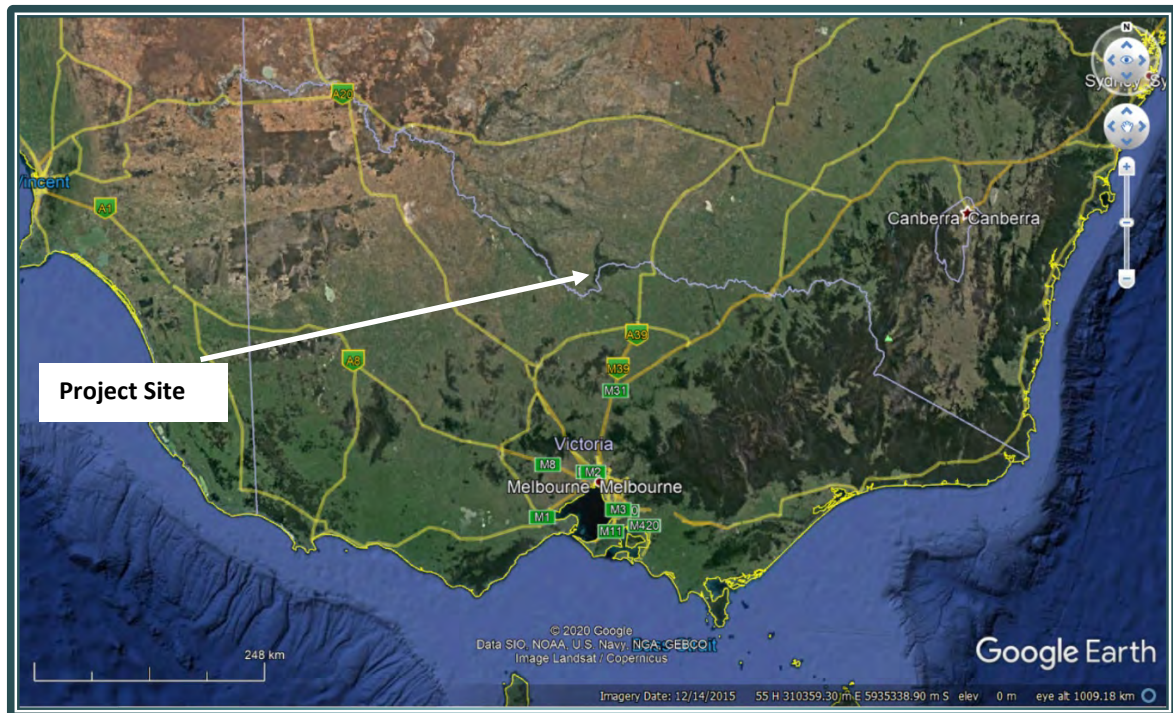 N
Sydney Sy
A20
Vincent
A1
Canberra Canberra
A39
A8
M39
Project Site
M31
Victoria
M8
M2
Melbourne Melbourne
M1
M3
0
M11
M420
© 2020 Google
Data SIO, NOAA, U.S. Navy, NGA, GEBCO
Image Landsat / Copernicus
248 km
Google Earth
Imagery Date: 12/14/2015 55 H 310359.30 m E 5935338.90 m S elev 0 m eye alt 1009.18 km